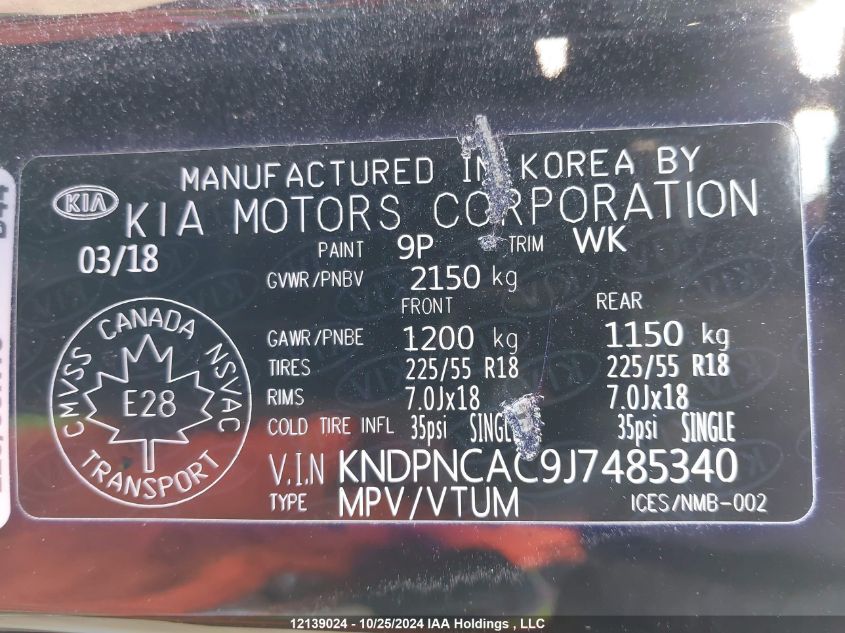 MANUFACTURED IN KOREA BY
KIA KIA MOTORS CORPORATION
03/18 PAINT 9P TRIM WK
GVWR/PNBV 2150 kg
FRONT REAR
GAWR/PNBE 1200 kg 1150 kg
TIRES 225/55 R18 225/55 R18
RIMS 7.0Jx18 7.0Jx18
COLD TIRE INFL 35psi SINGLE 35psi SINGLE
V.I.N KNDPNCAC9J7485340
TYPE MPV/VTUM ICES/NMB-002
CANADA
CMVSS NSVAC
E28
TRANSPORT
12139024 - 10/25/2024 IAA Holdings, LLC